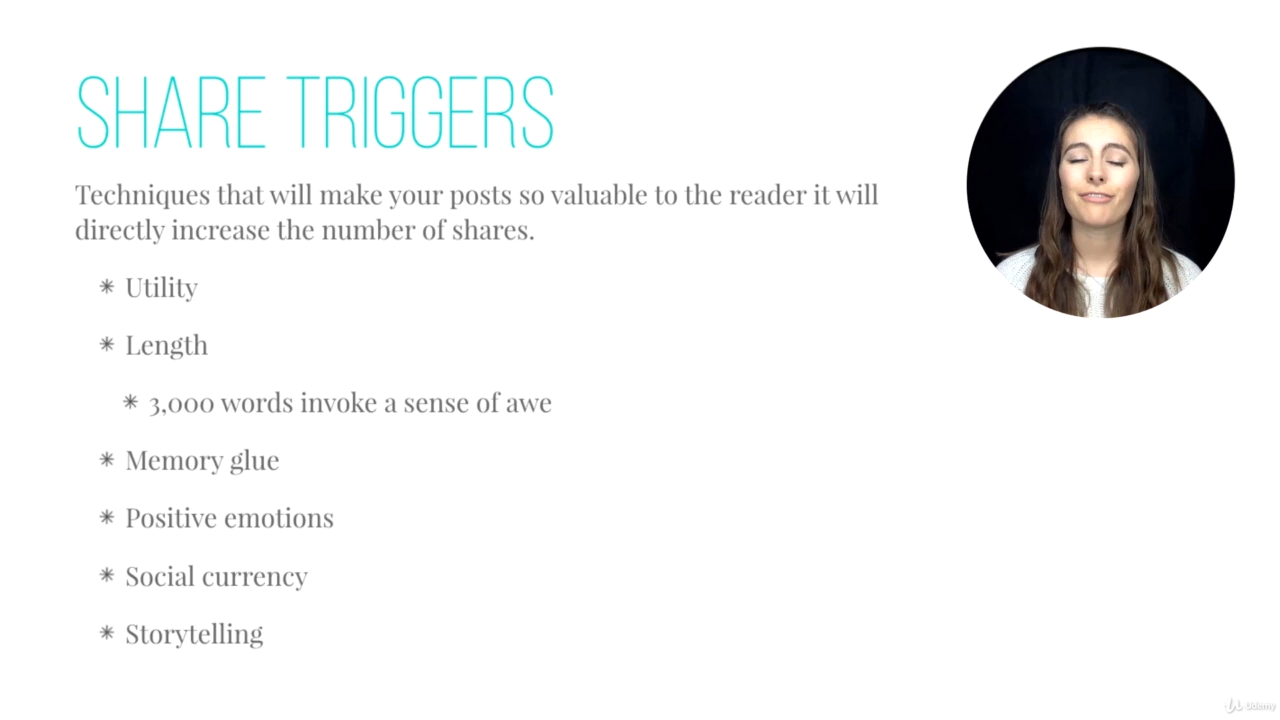 SHARE TRIGGERS
Techniques that will make your posts so valuable to the reader it will
directly increase the number of shares.
* Utility
* Length
* 3,000 words invoke a sense of awe
* Memory glue
* Positive emotions
* Social currency
* Storytelling
Udemy